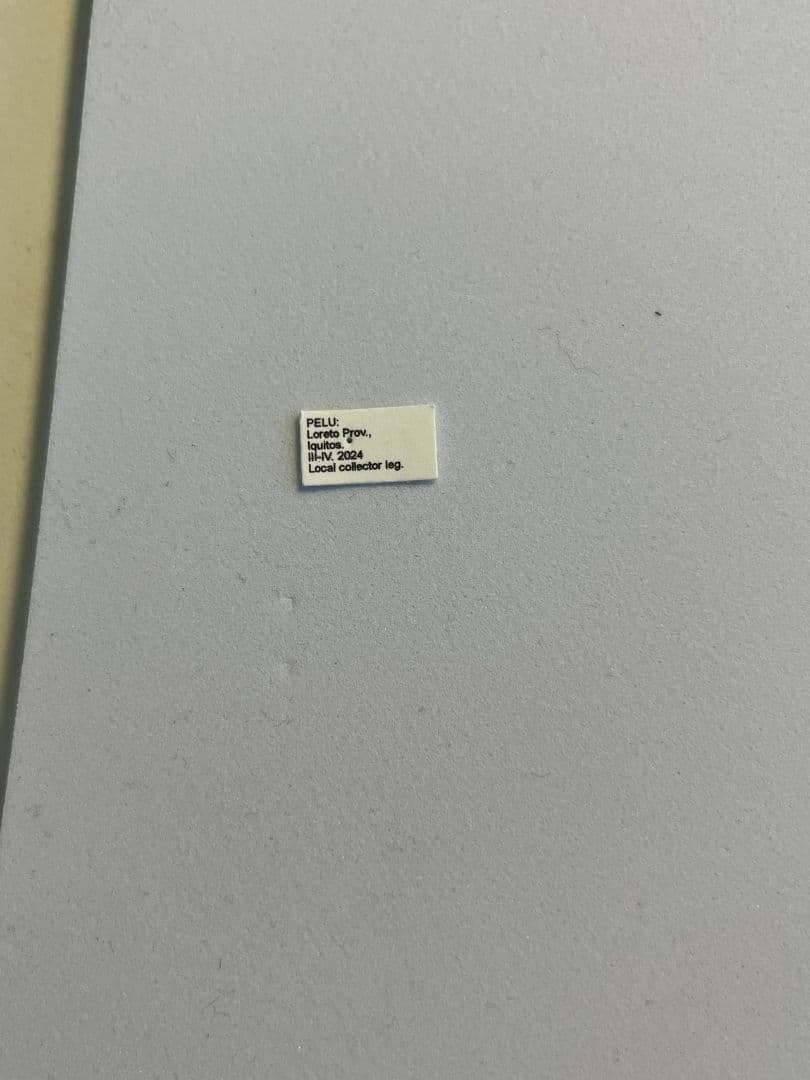 PELU:
Loreto Prov.,
Iquitos.
III-IV. 2024
Local collector leg.